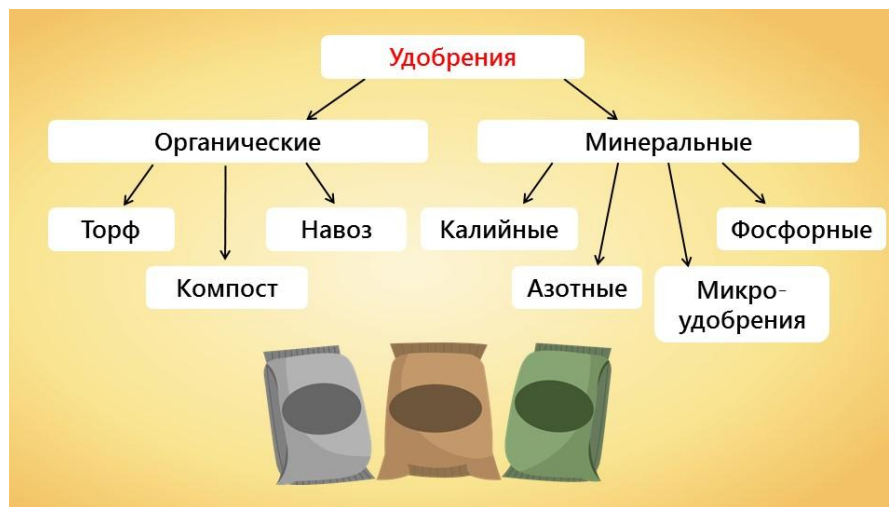 Удобрения
Органические
Минеральные
Торф
Навоз
Калийные
Фосфорные
Компост
Азотные
Микро-
удобрения